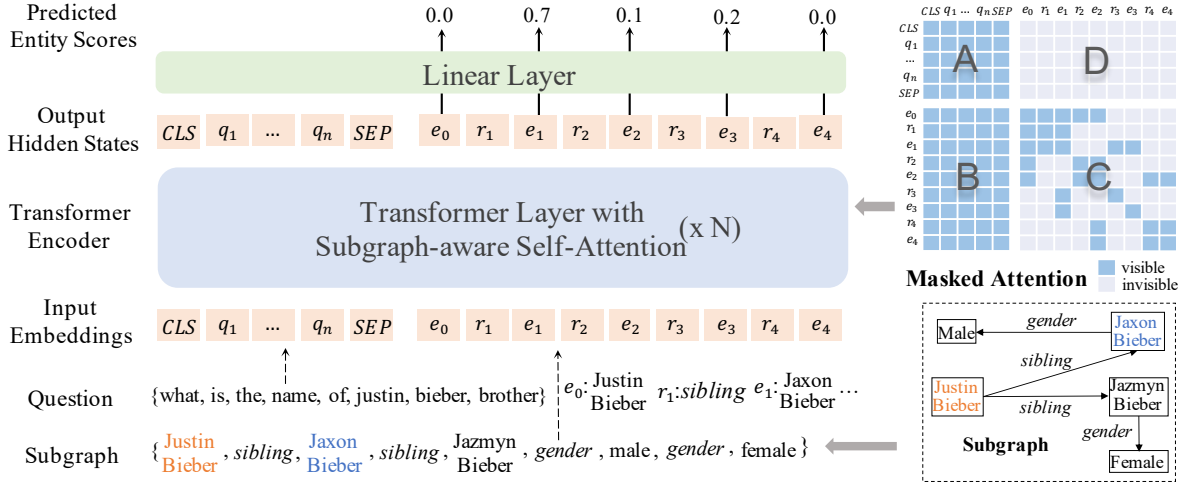 Predicted
Entity Scores
0.0 0.7 0.1 0.2 0.0
Linear Layer
Output
Hidden States
CLS q₁ ... qₙ SEP e₀ r₁ e₁ r₂ e₂ r₃ e₃ r₄ e₄
Transformer
Encoder
Transformer Layer with
Subgraph-aware Self-Attention
(x N)
Input
Embeddings
CLS q₁ ... qₙ SEP e₀ r₁ e₁ r₂ e₂ r₃ e₃ r₄ e₄
Question
{what, is, the, name, of, justin, bieber, brother}
e₀: Justin Bieber r₁: sibling e₁: Jaxon Bieber ...
Subgraph
{ Justin Bieber , sibling, Jaxon Bieber , sibling, Jazmyn Bieber , gender , male, gender , female }
CLS q₁ ... qₙ SEP e₀ r₁ e₁ r₂ e₂ r₃ e₃ r₄ e₄
CLS
q₁
...
qₙ
SEP
A
D
e₀
r₁
e₁
r₂
e₂
r₃
e₃
r₄
e₄
B
C
Masked Attention
visible
invisible
Male
gender
Jaxon
Bieber
sibling
Justin
Bieber
sibling
Jazmyn
Bieber
gender
Subgraph
Female